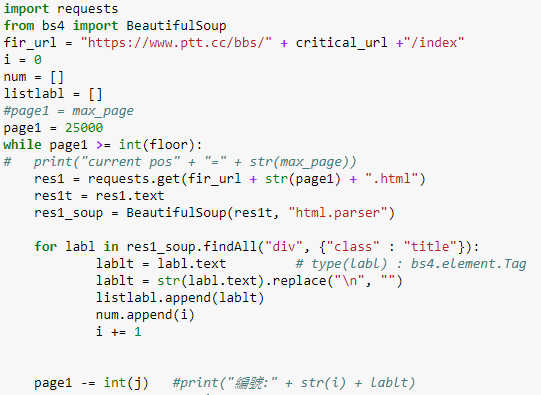 import requests
from bs4 import BeautifulSoup
fir_url = "https://www.ptt.cc/bbs/" + critical_url +"/index"
i = 0
num = []
listlabl = []
#page1 = max_page
page1 = 25000
while page1 >= int(floor):
#   print("current pos" + "=" + str(max_page))
    res1 = requests.get(fir_url + str(page1) + ".html")
    res1t = res1.text
    res1_soup = BeautifulSoup(res1t, "html.parser")
    for labl in res1_soup.findAll("div", {"class" : "title"}):
            lablt = labl.text         # type(labl) : bs4.element.Tag
            lablt = str(labl.text).replace("\n", "")
            listlabl.append(lablt)
            num.append(i)
            i += 1
    page1 -= int(j)   #print("編號:" + str(i) + lablt)